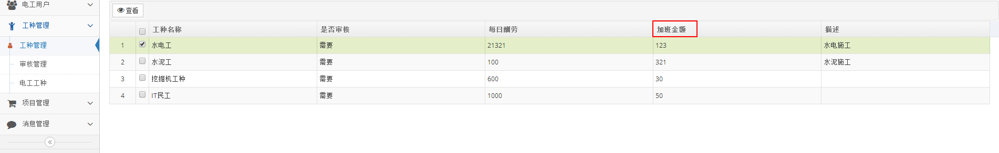 电工用户
工种管理
工种管理
审核管理
电工工种
项目管理
消息管理
查看
工种名称 是否审核 每日酬劳 加班金额 描述
1 水电工 需要 21321 123 水电施工
2 水泥工 需要 100 321 水泥施工
3 挖掘机工种 需要 600 30
4 IT民工 需要 1000 50